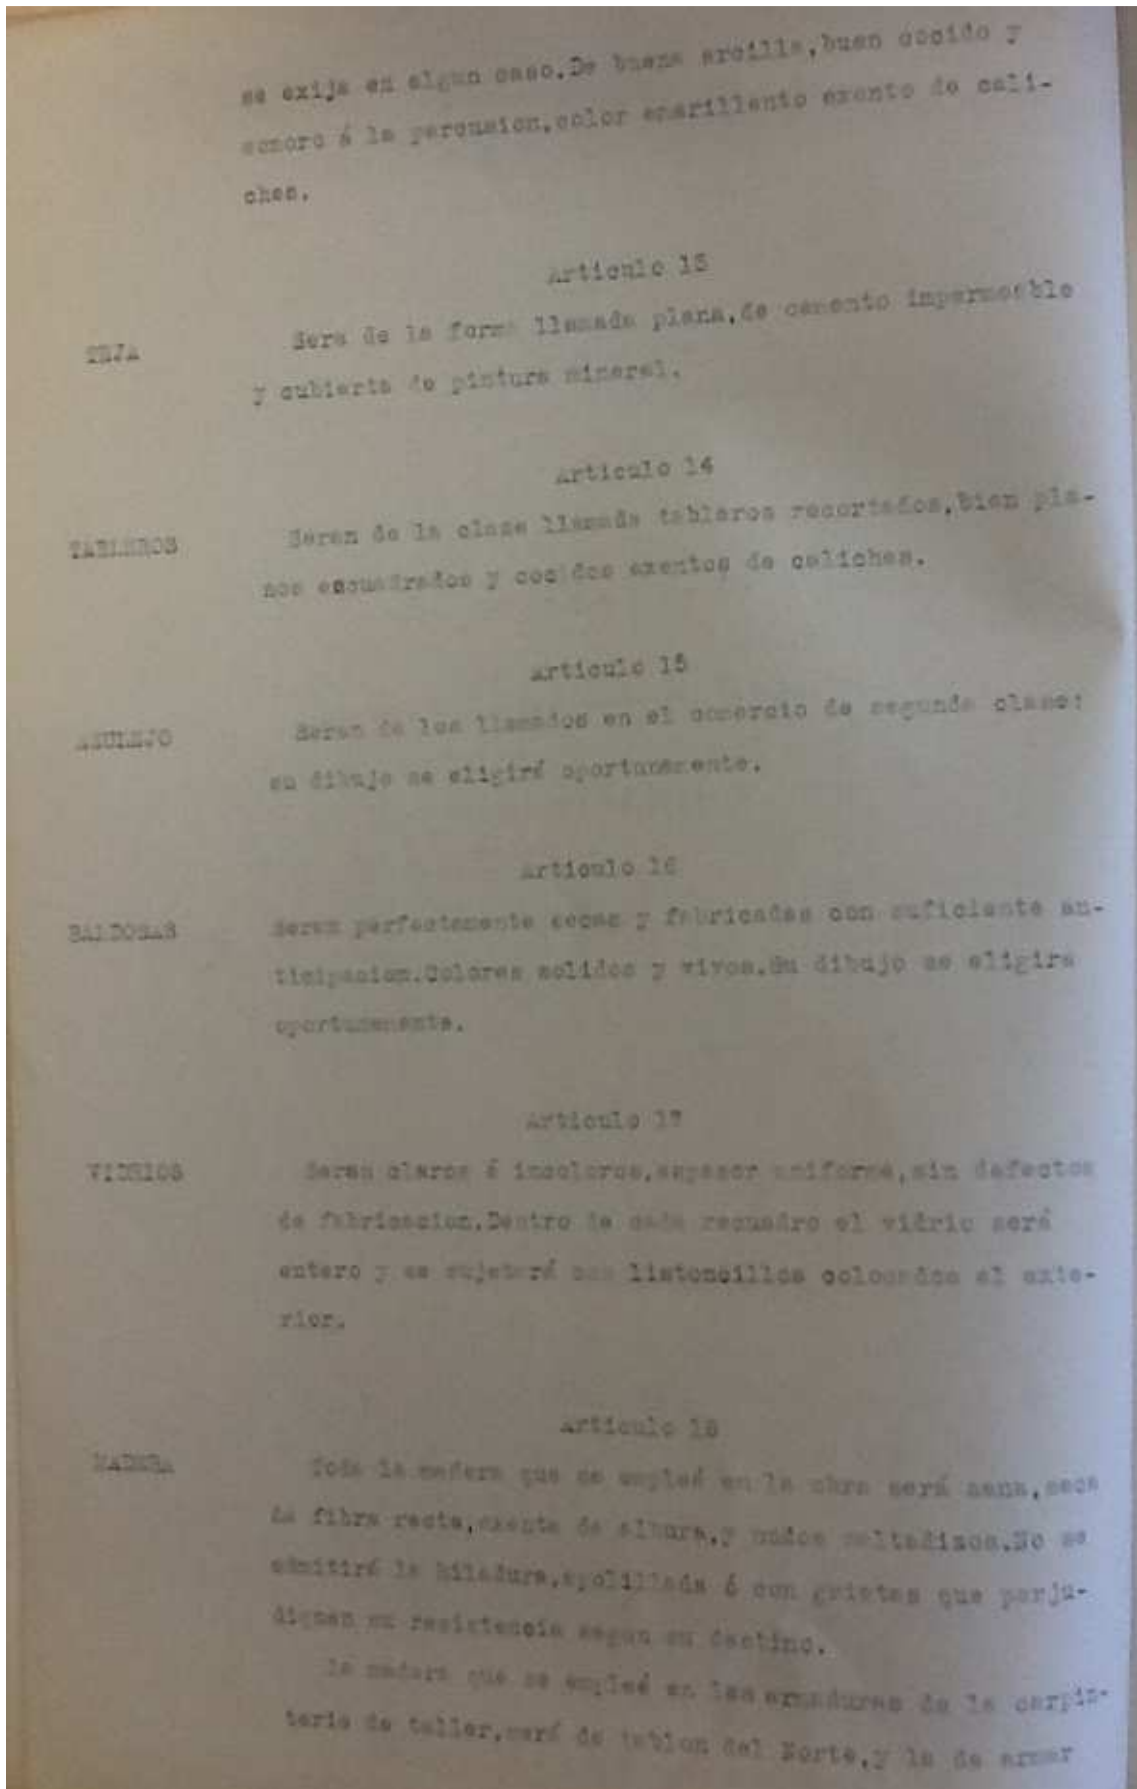 se exija en algun caso.De buena arcilla,buen cocido y
sonoro á la percusion,color amarillento exento de cali-
ches.
Articulo 13
TEJA
Sera de la forma llamada plana,de cemento impermeable
y cubierta de pintura mineral.
Articulo 14
TABLEROS
Seran de la clase llamada tableros recortados,bien pla-
nos escuadrados y cocidos exentos de caliches.
Articulo 15
AZULEJO
Seran de los llamados en el comercio de segunda clase:
su dibujo se eligirá oportunamente.
Articulo 16
BALDOSAS
Seran perfectamente secas y fabricadas con suficiente an-
ticipacion.Colores solidos y vivos.Su dibujo se eligira
oportunamente.
Articulo 17
VIDRIOS
Seran claros é incoloros,espesor uniforme,sin defectos
de fabricacion.Dentro de cada recuadro el vidrio será
entero y se sujetará con listoncillos colocados al exte-
rior.
Articulo 18
MADERA
Toda la madera que se empleé en la obra será sana,seca
de fibra recta,exenta de albura,y nudos saltadizos.No se
admitirá la hiladura,apolillada ó con grietas que perju-
diquen su resistencia segun su destino.
La madera que se empleé en las armaduras de la carpin-
teria de taller,será de tablon del Norte,y la de armar